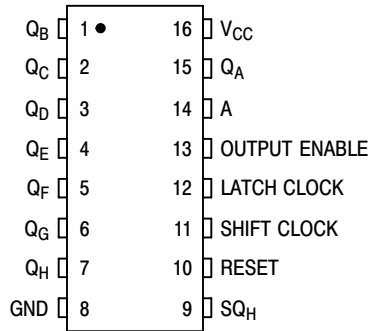 QB 1 16 VCC
QC 2 15 QA
QD 3 14 A
QE 4 13 OUTPUT ENABLE
QF 5 12 LATCH CLOCK
QG 6 11 SHIFT CLOCK
QH 7 10 RESET
GND 8 9 SQH